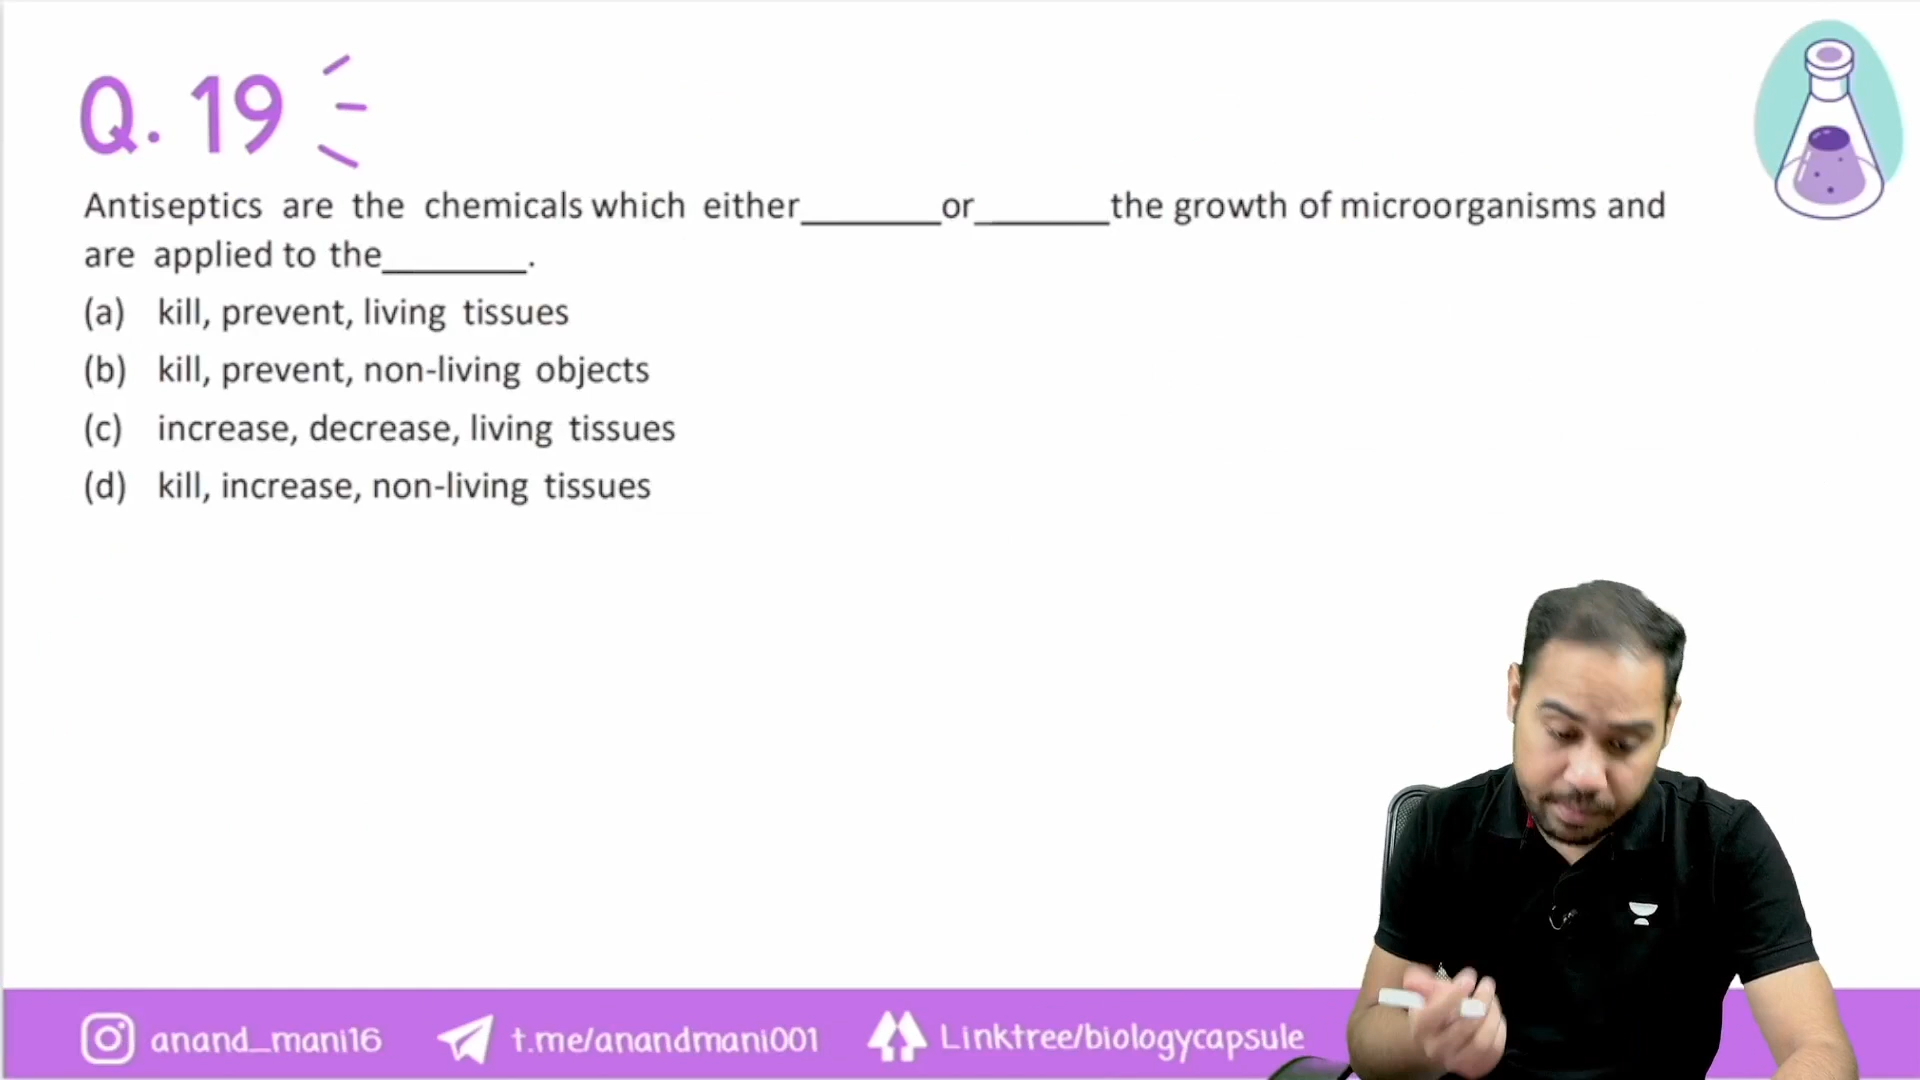 Q. 19
Antiseptics are the chemicals which either________or________the growth of microorganisms and
are applied to the________.
(a) kill, prevent, living tissues
(b) kill, prevent, non-living objects
(c) increase, decrease, living tissues
(d) kill, increase, non-living tissues
anand_mani16 t.me/anandmani001 Linktree/biologycapsule